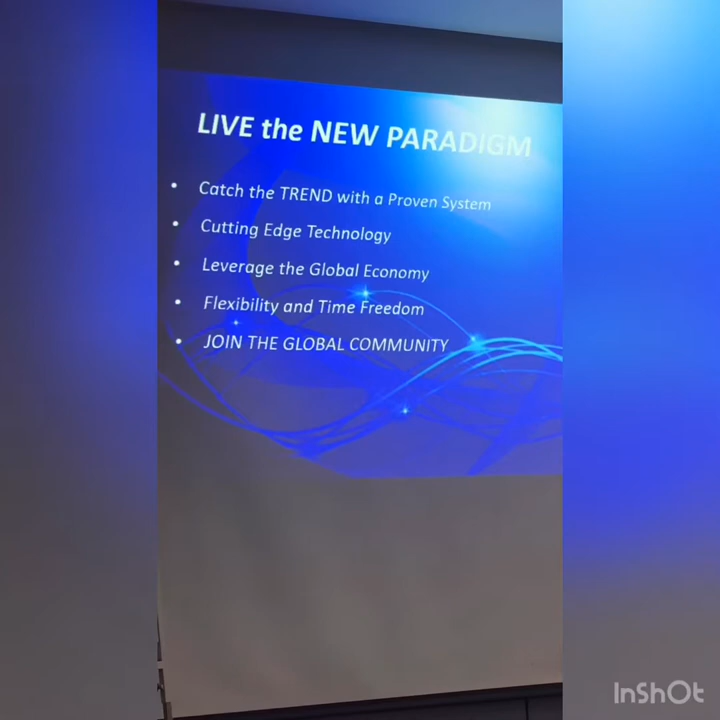 LIVE the NEW PARADIGM
• Catch the TREND with a Proven System
• Cutting Edge Technology
• Leverage the Global Economy
• Flexibility and Time Freedom
• JOIN THE GLOBAL COMMUNITY
InShOt